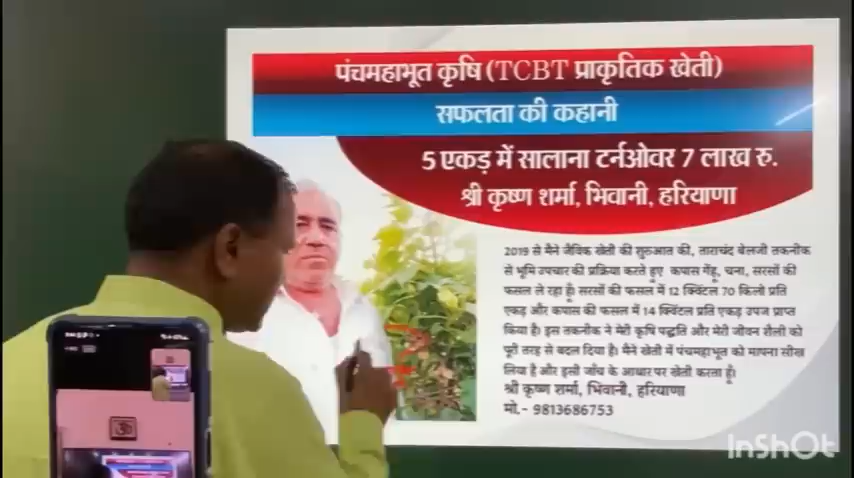 पंचमहाभूत कृषि (TCBT प्राकृतिक खेती)
सफलता की कहानी
5 एकड़ में सालाना टर्नओवर 7 लाख रु.
श्री कृष्ण शर्मा, भिवानी, हरियाणा
2019 से मैने जैविक खेती की शुरुआत की, ताराचंद बेलजी तकनीक
से भूमि उपचार की प्रक्रिया करते हुए कपास गेंहू, चना, सरसों की
फसल ले रहा हूँ। सरसों की फसल में 12 क्विंटल 70 किलो प्रति
एकड़ और कपास की फसल में 14 क्विंटल प्रति एकड़ उपज प्राप्त
किया है। इस तकनीक ने मेरी कृषि पद्धति और मेरी जीवन शैली को
पूरी तरह से बदल दिया है। मैने खेती में पंचमहाभूत को मापना सीख
लिया है और इसी जाँच के आधार पर खेती करता हूँ।
श्री कृष्ण शर्मा, भिवानी, हरियाणा
मो.- 9813686753
ॐ
InShOt